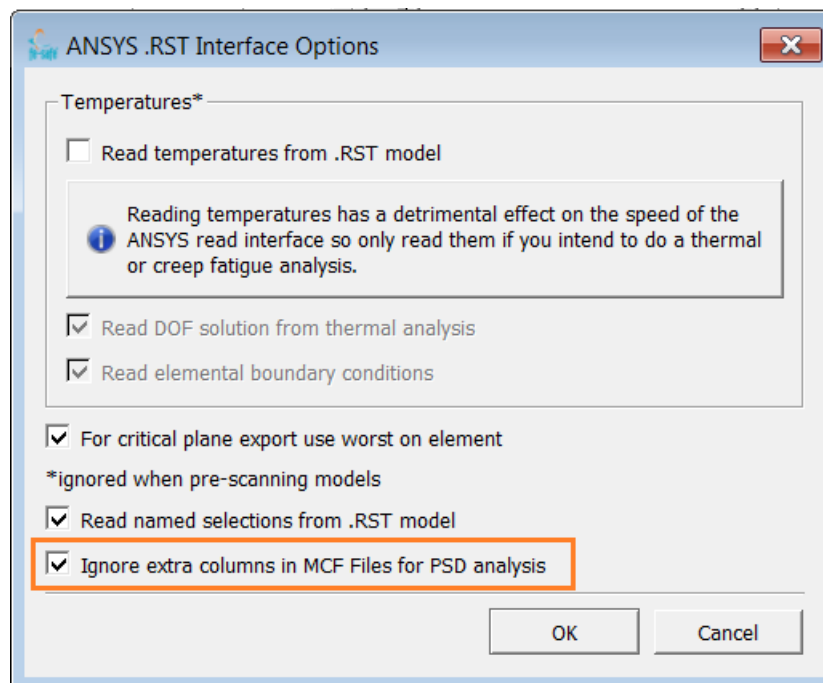 ANSYS .RST Interface Options
Temperatures*
Read temperatures from .RST model
Reading temperatures has a detrimental effect on the speed of the
ANSYS read interface so only read them if you intend to do a thermal
or creep fatigue analysis.
Read DOF solution from thermal analysis
Read elemental boundary conditions
For critical plane export use worst on element
*ignored when pre-scanning models
Read named selections from .RST model
Ignore extra columns in MCF Files for PSD analysis
OK
Cancel